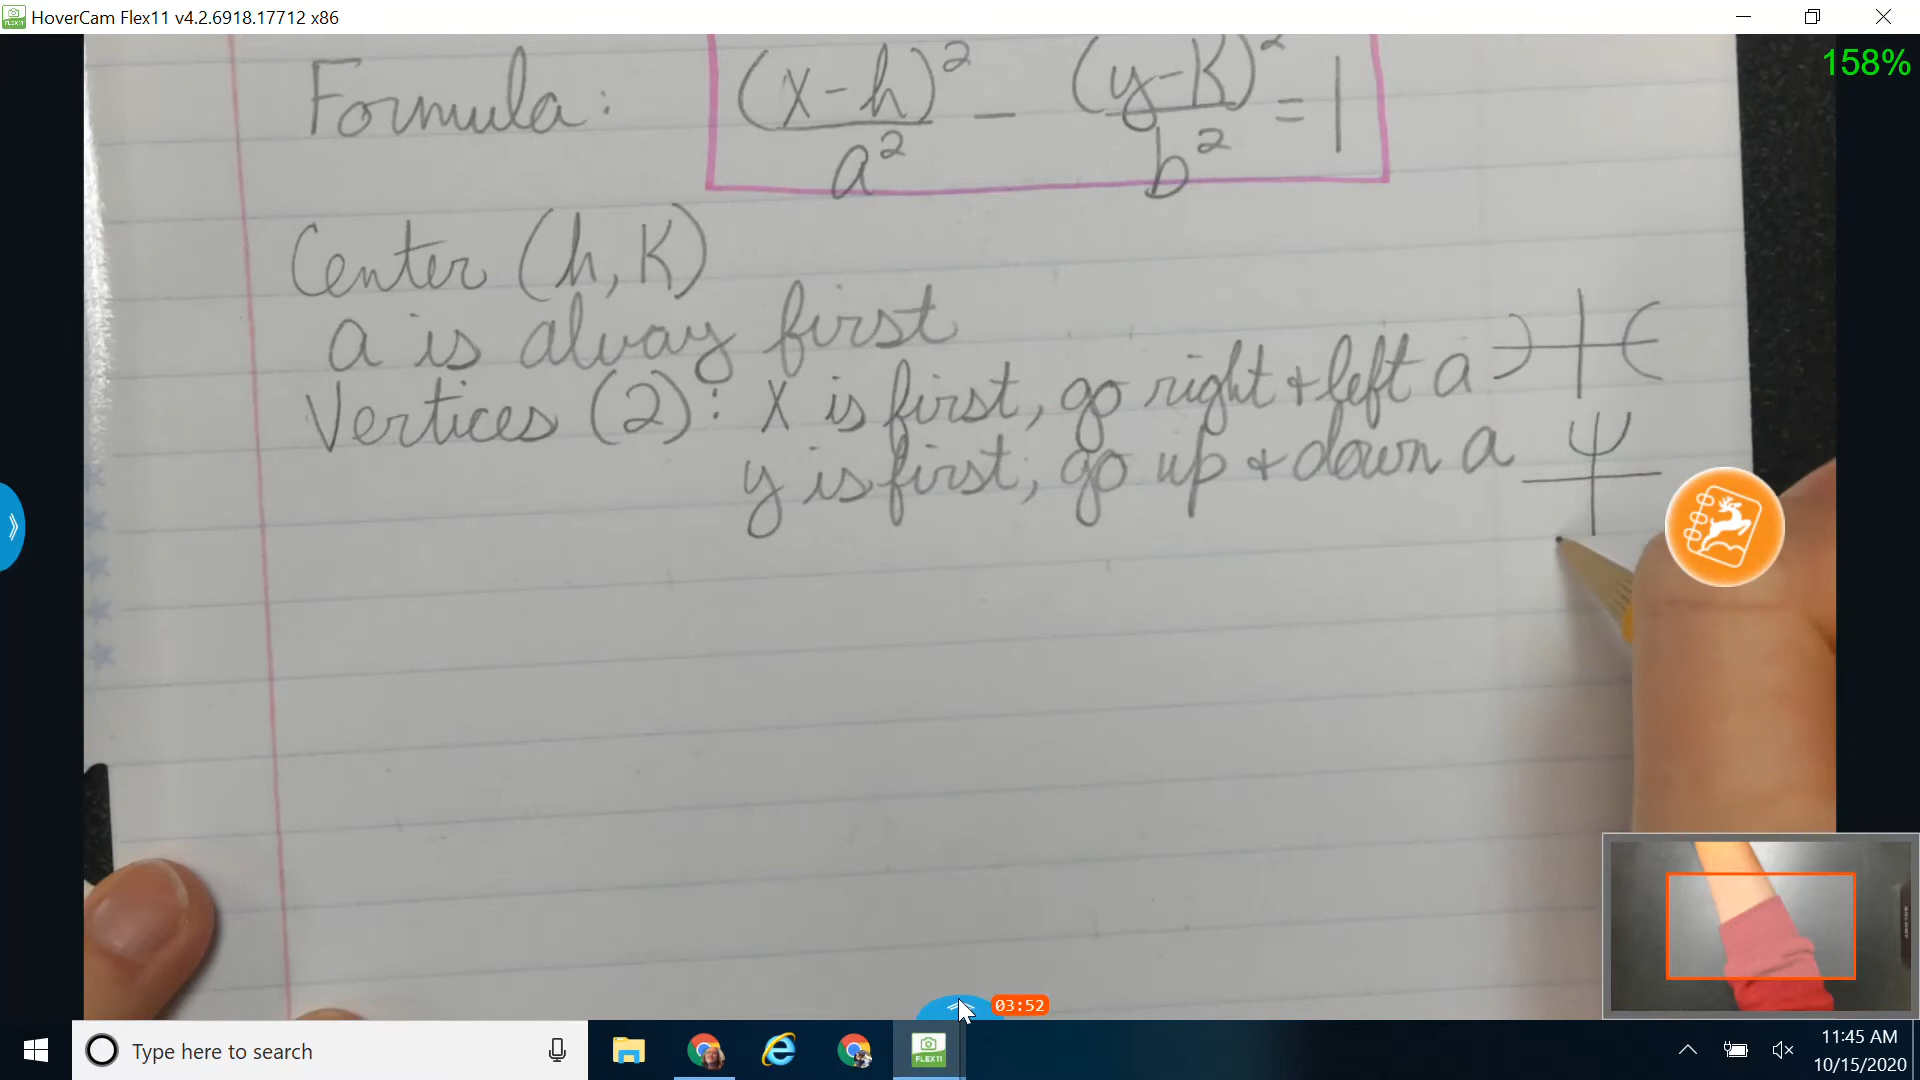 HoverCam Flex11 v4.2.6918.17712 x86
158%
Formula: (x-h)²/a² - (y-K)²/b² = 1
Center (h, K)
a is alway first
Vertices (2): X is first, go right + left a
y is first, go up + down a
03:52
Type here to search
FLEX11
11:45 AM
10/15/2020